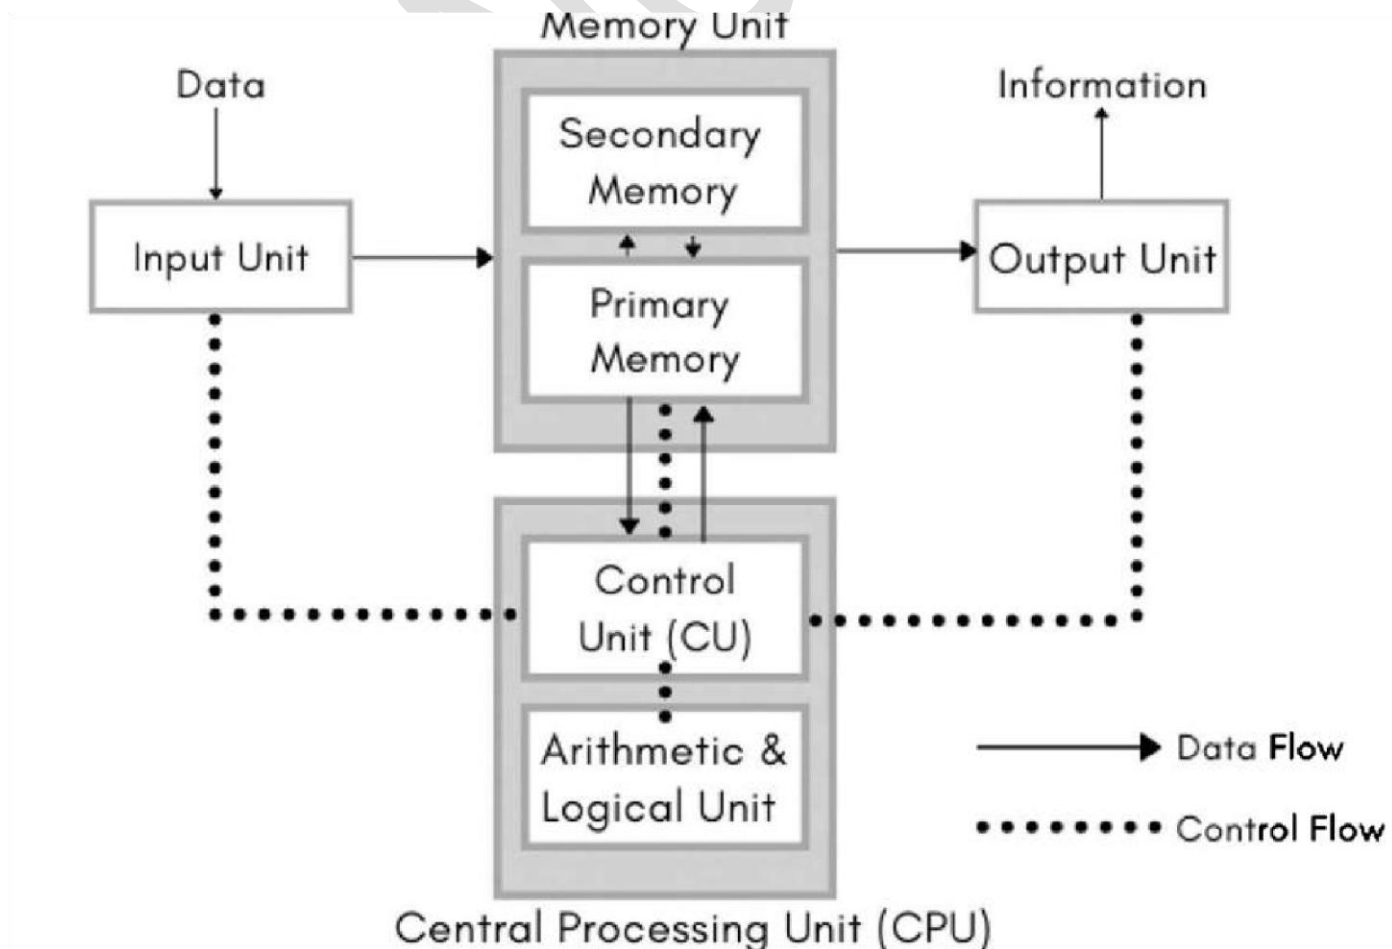 Memory Unit
Data
Information
Secondary
Memory
Input Unit
Output Unit
Primary
Memory
Control
Unit (CU)
Arithmetic &
Logical Unit
Data Flow
Control Flow
Central Processing Unit (CPU)